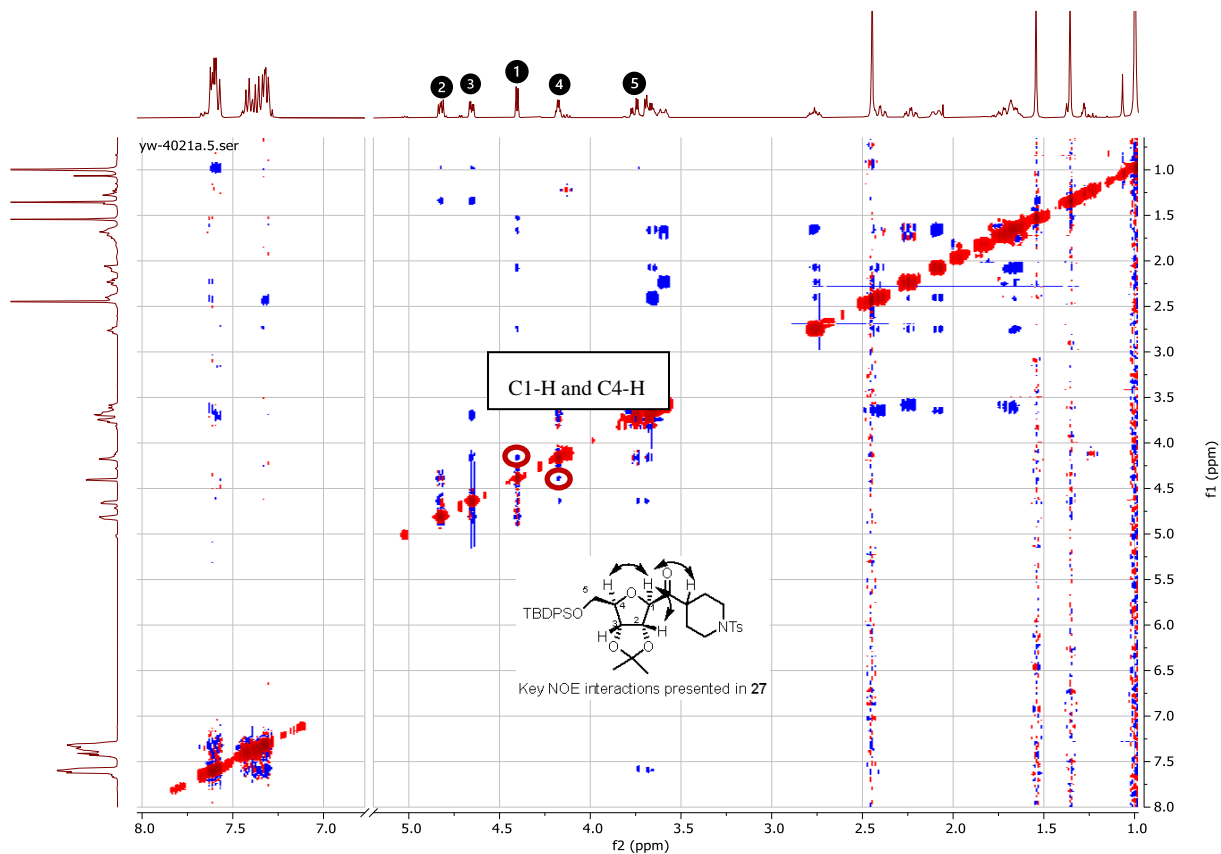 1
2 3 4 5
yw-4021a.5.ser
1.0
1.5
2.0
2.5
3.0
C1-H and C4-H
3.5
4.0
4.5
5.0
5.5
6.0
6.5
7.0
7.5
8.0
f1 (ppm)
O
5 H O H H
TBDPSO 4 1
3 2 NTs
H H
O O
Key NOE interactions presented in 27
8.0 7.5 7.0 5.0 4.5 4.0 3.5 3.0 2.5 2.0 1.5 1.0
f2 (ppm)